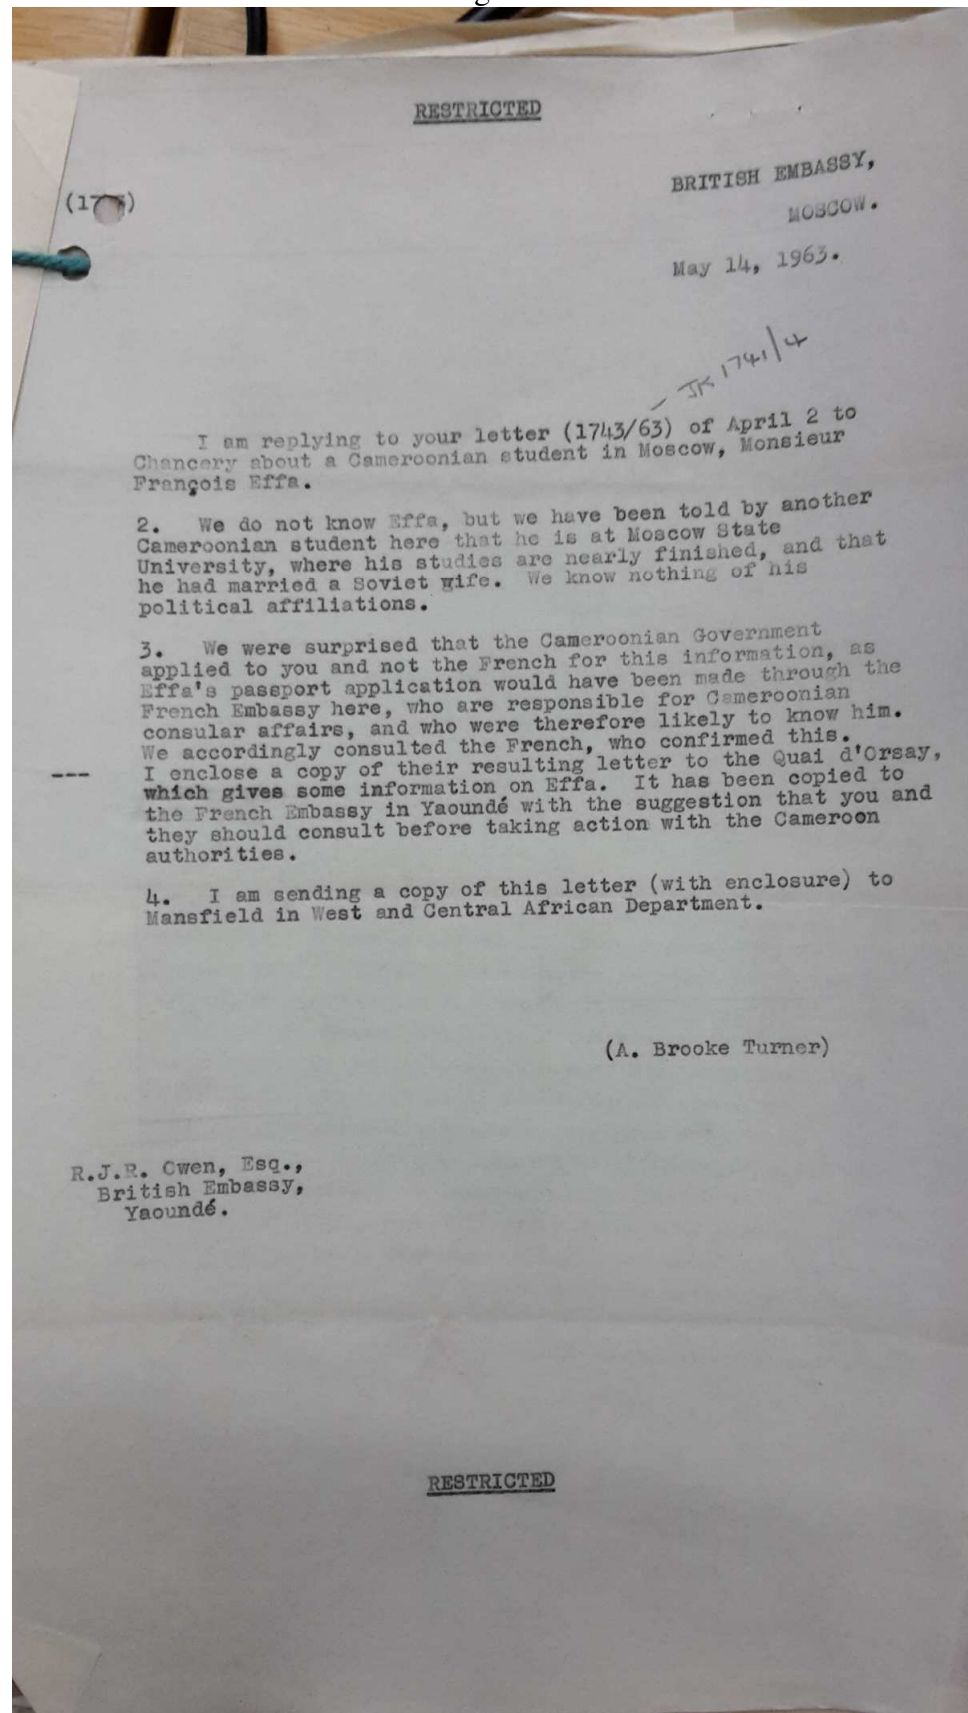 RESTRICTED
BRITISH EMBASSY,
MOSCOW.
May 14, 1963.
JK 1741/4
I am replying to your letter (1743/63) of April 2 to
Chancery about a Cameroonian student in Moscow, Monsieur
François Effa.
2. We do not know Effa, but we have been told by another
Cameroonian student here that he is at Moscow State
University, where his studies are nearly finished, and that
he had married a Soviet wife. We know nothing of his
political affiliations.
3. We were surprised that the Cameroonian Government
applied to you and not the French for this information, as
Effa's passport application would have been made through the
French Embassy here, who are responsible for Cameroonian
consular affairs, and who were therefore likely to know him.
We accordingly consulted the French, who confirmed this.
--- I enclose a copy of their resulting letter to the Quai d'Orsay,
which gives some information on Effa. It has been copied to
the French Embassy in Yaoundé with the suggestion that you and
they should consult before taking action with the Cameroon
authorities.
4. I am sending a copy of this letter (with enclosure) to
Mansfield in West and Central African Department.
(A. Brooke Turner)
R.J.R. Owen, Esq.,
British Embassy,
Yaoundé.
RESTRICTED